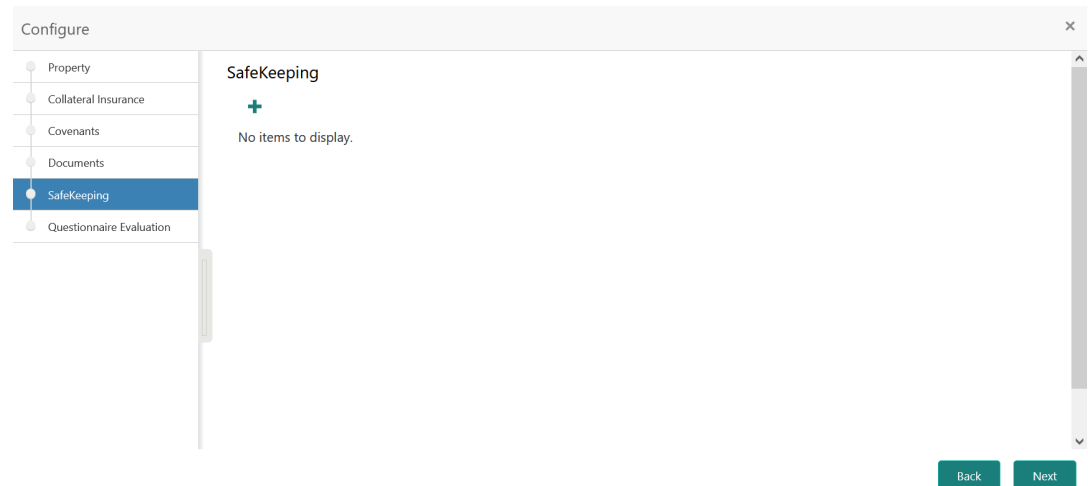 Configure
Property
Collateral Insurance
Covenants
Documents
SafeKeeping
Questionnaire Evaluation
SafeKeeping
No items to display.
Back
Next